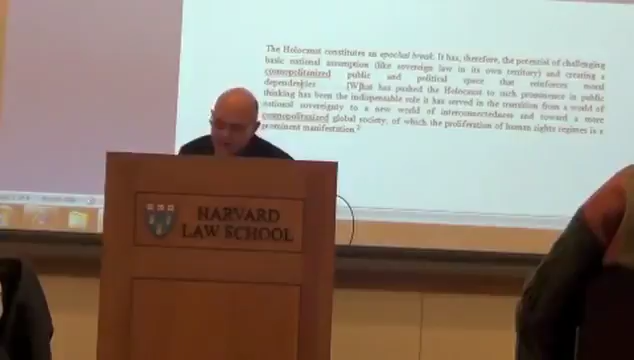 The Holocaust constitutes an epochal break. It has, therefore, the potential of challenging
basic national assumption (like sovereign law in its own territory) and creating a
cosmopolitanized public and political space that reinforces moral
dependencies [W]hat has pushed the Holocaust to such prominence in public
thinking has been the indispensable role it has served in the transition from a world of
national sovereignty to a new world of interconnectedness and toward a more
cosmopolitanized global society, of which the proliferation of human rights regimes is a
prominent manifestation.
HARVARD
LAW SCHOOL